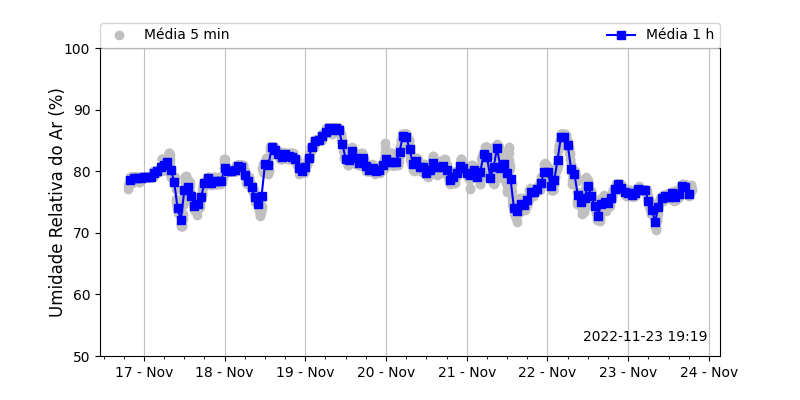 Média 5 min
Média 1 h
Umidade Relativa do Ar (%)
100
90
80
70
60
50
2022-11-23 19:19
17 - Nov
18 - Nov
19 - Nov
20 - Nov
21 - Nov
22 - Nov
23 - Nov
24 - Nov